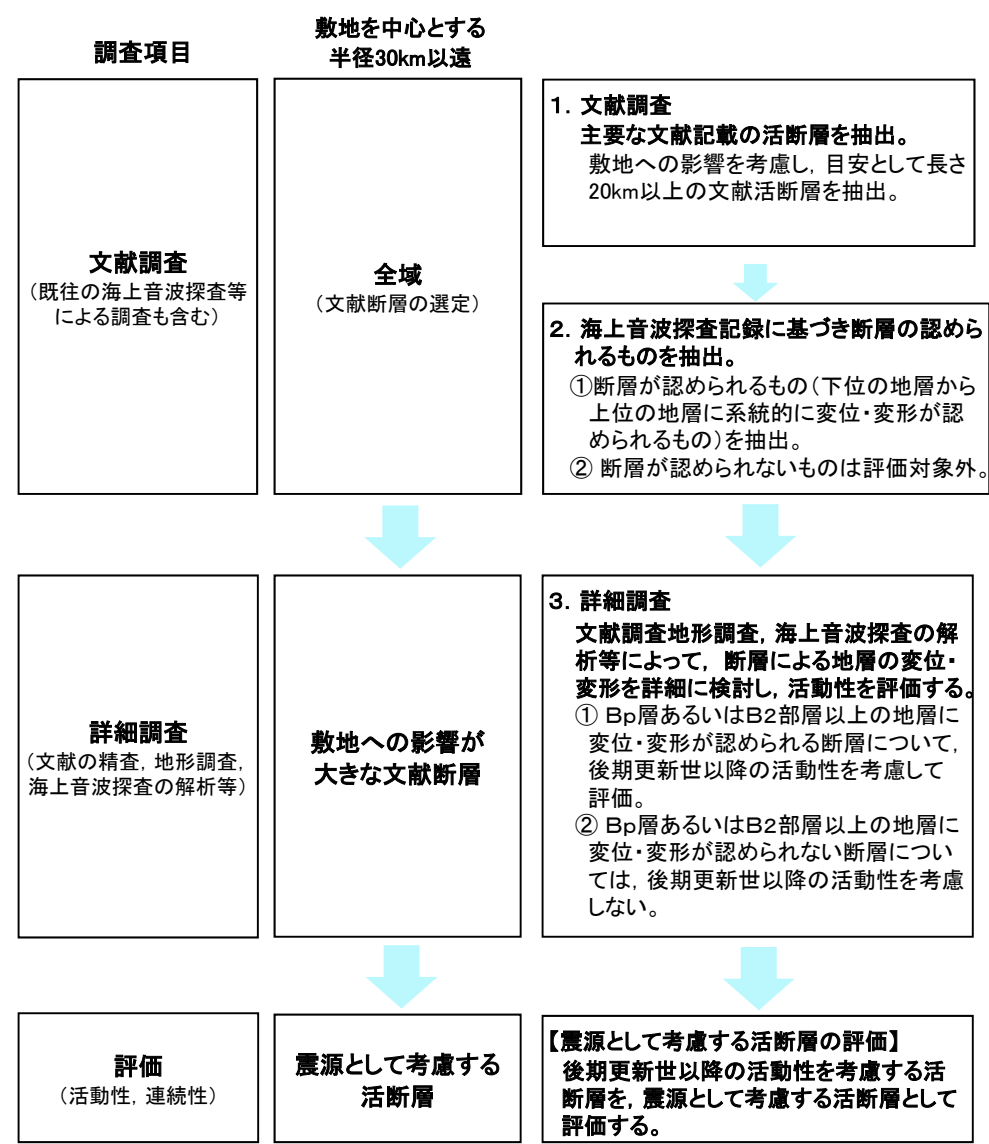 調査項目
敷地を中心とする
半径30km以遠
文献調査
(既往の海上音波探査等
による調査も含む)
全域
(文献断層の選定)
1．文献調査
主要な文献記載の活断層を抽出。
敷地への影響を考慮し，目安として長さ
20km以上の文献活断層を抽出。
2．海上音波探査記録に基づき断層の認めら
れるものを抽出。
①断層が認められるもの(下位の地層から
上位の地層に系統的に変位・変形が認
められるもの)を抽出。
② 断層が認められないものは評価対象外。
詳細調査
(文献の精査，地形調査，
海上音波探査の解析等)
敷地への影響が
大きな文献断層
3．詳細調査
文献調査地形調査，海上音波探査の解
析等によって， 断層による地層の変位・
変形を詳細に検討し，活動性を評価する。
① Bp層あるいはB2部層以上の地層に
変位・変形が認められる断層について，
後期更新世以降の活動性を考慮して
評価。
② Bp層あるいはB2部層以上の地層に
変位・変形が認められない断層につい
ては，後期更新世以降の活動性を考慮
しない。
評価
(活動性，連続性)
震源として考慮する
活断層
【震源として考慮する活断層の評価】
後期更新世以降の活動性を考慮する活
断層を，震源として考慮する活断層として
評価する。